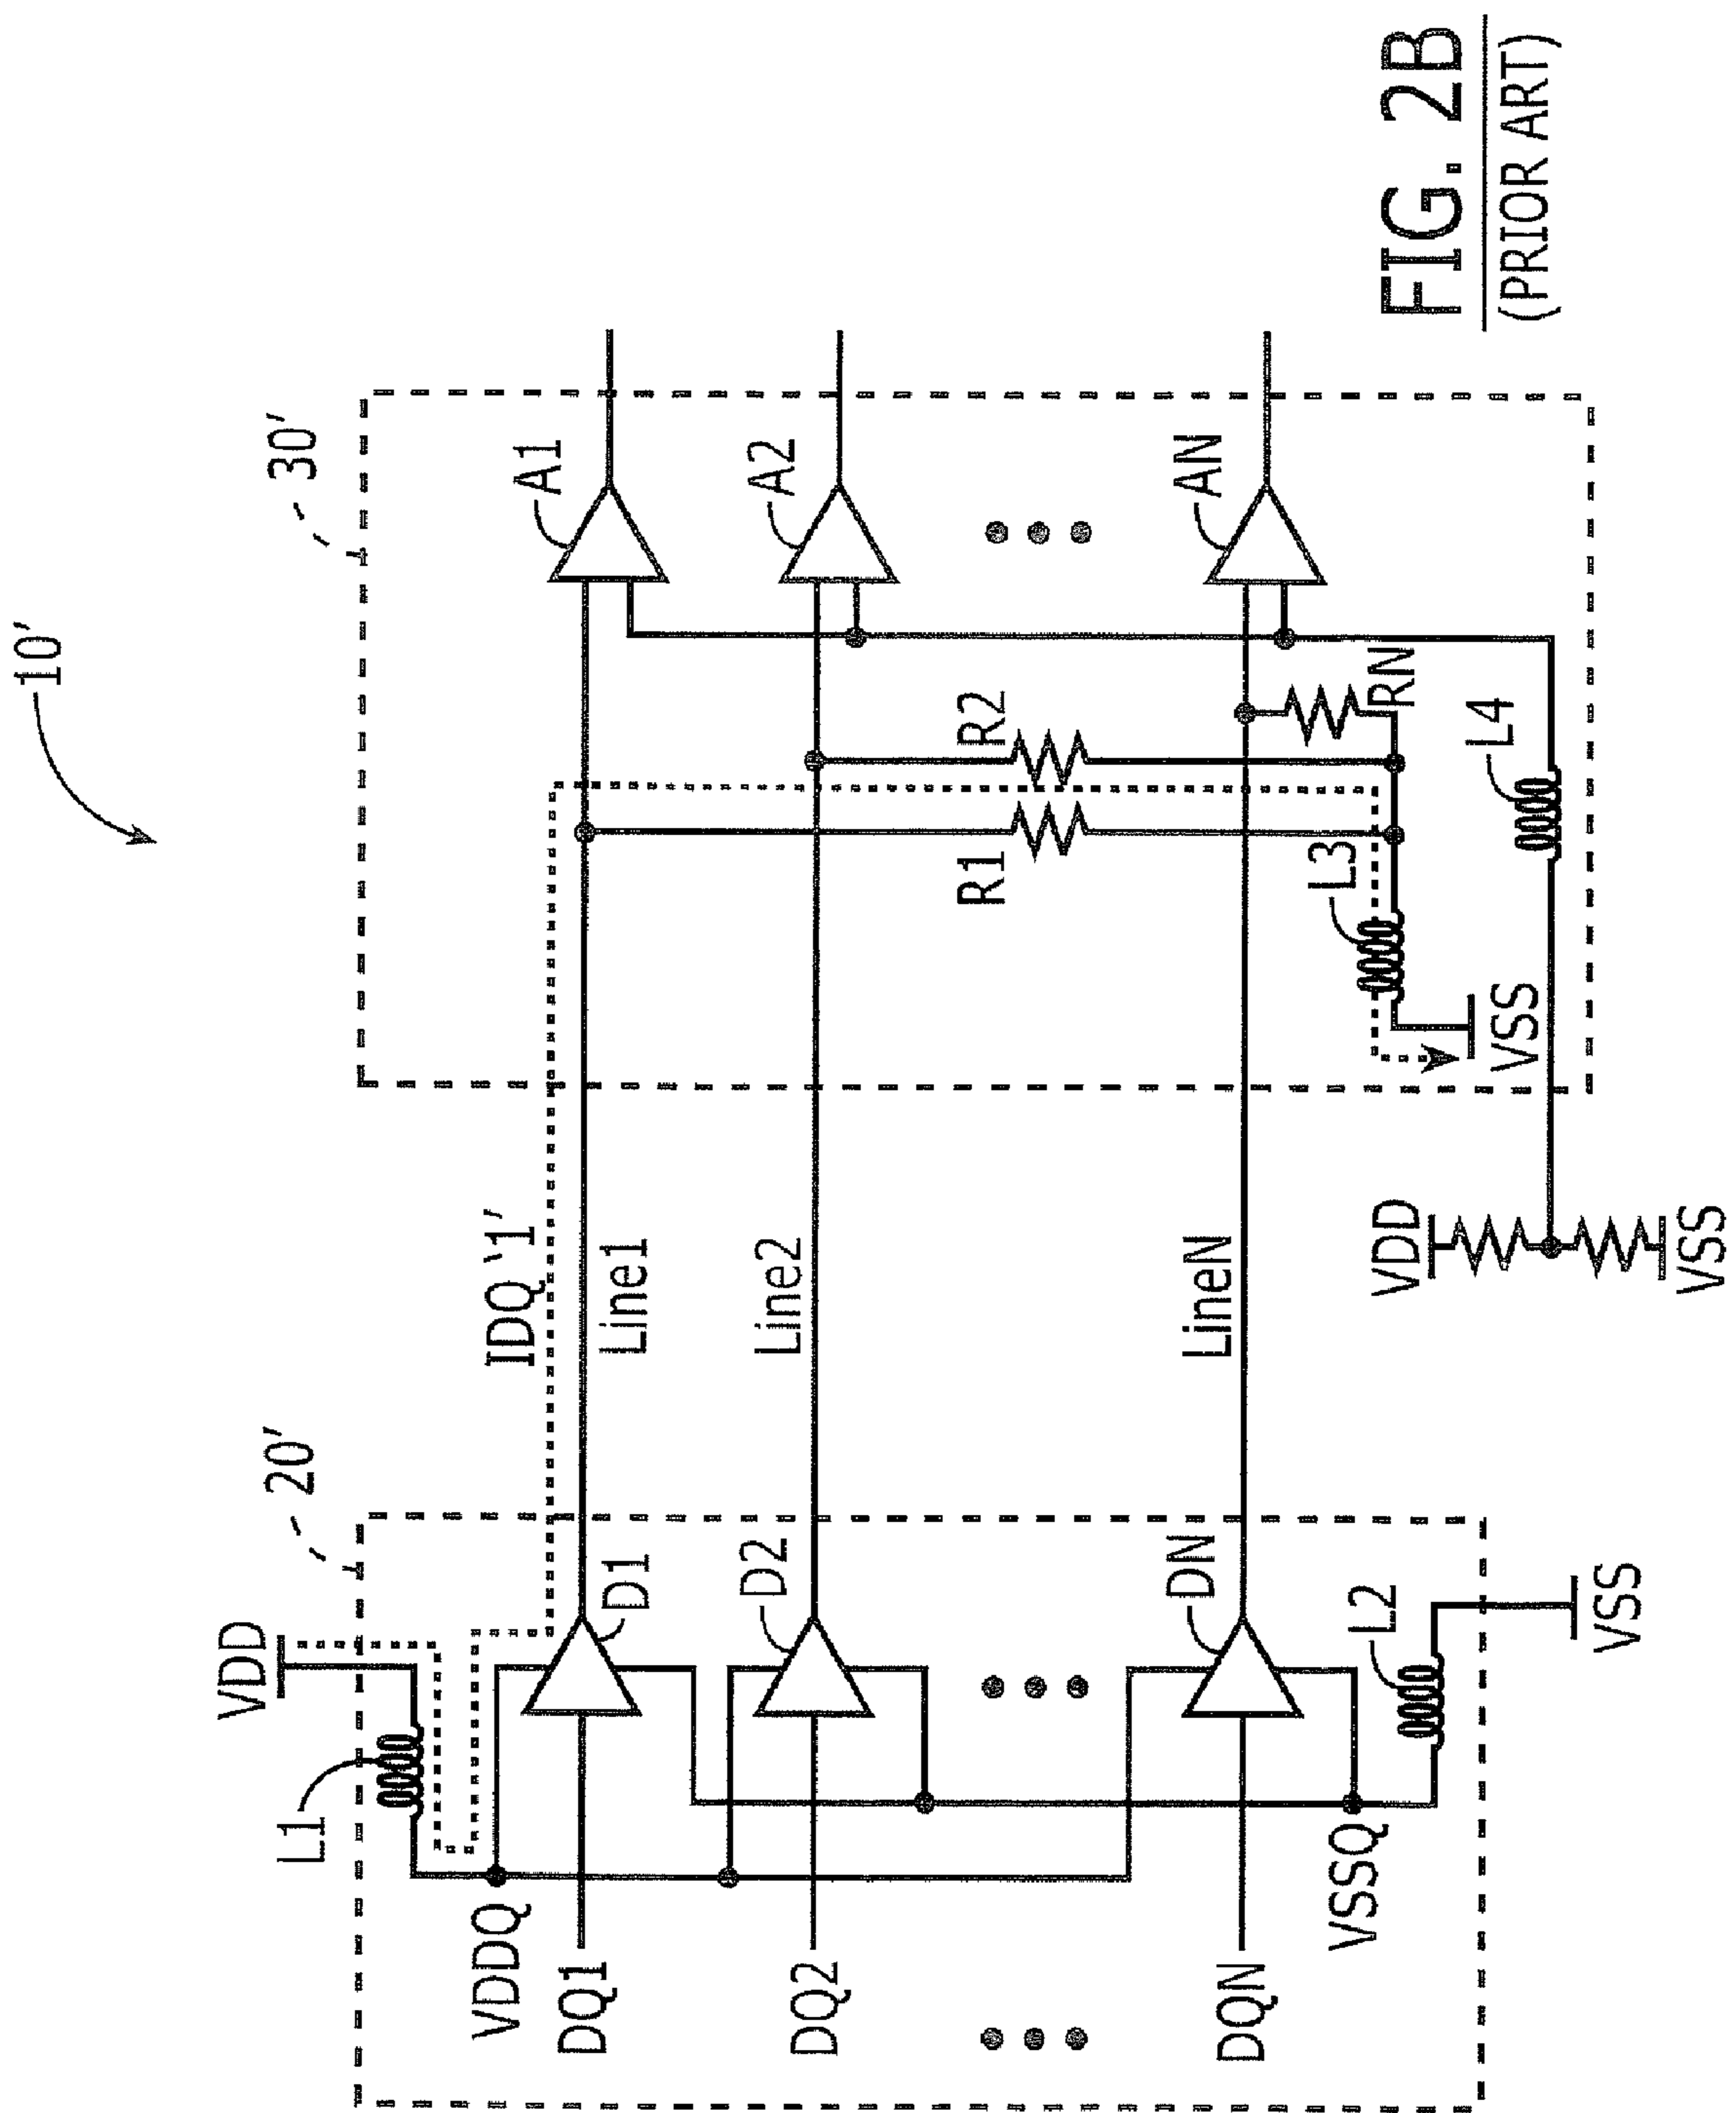 10′
20′
30′
VDD
L1
VDDQ
DQ1
D1
IDQ ‘1’
Line1
A1
DQ2
D2
Line2
A2
R1
R2
DQN
DN
LineN
AN
VSSQ
L2
VSS
L3
VSS
RN
L4
VDD
VSS
FIG. 2B
(PRIOR ART)